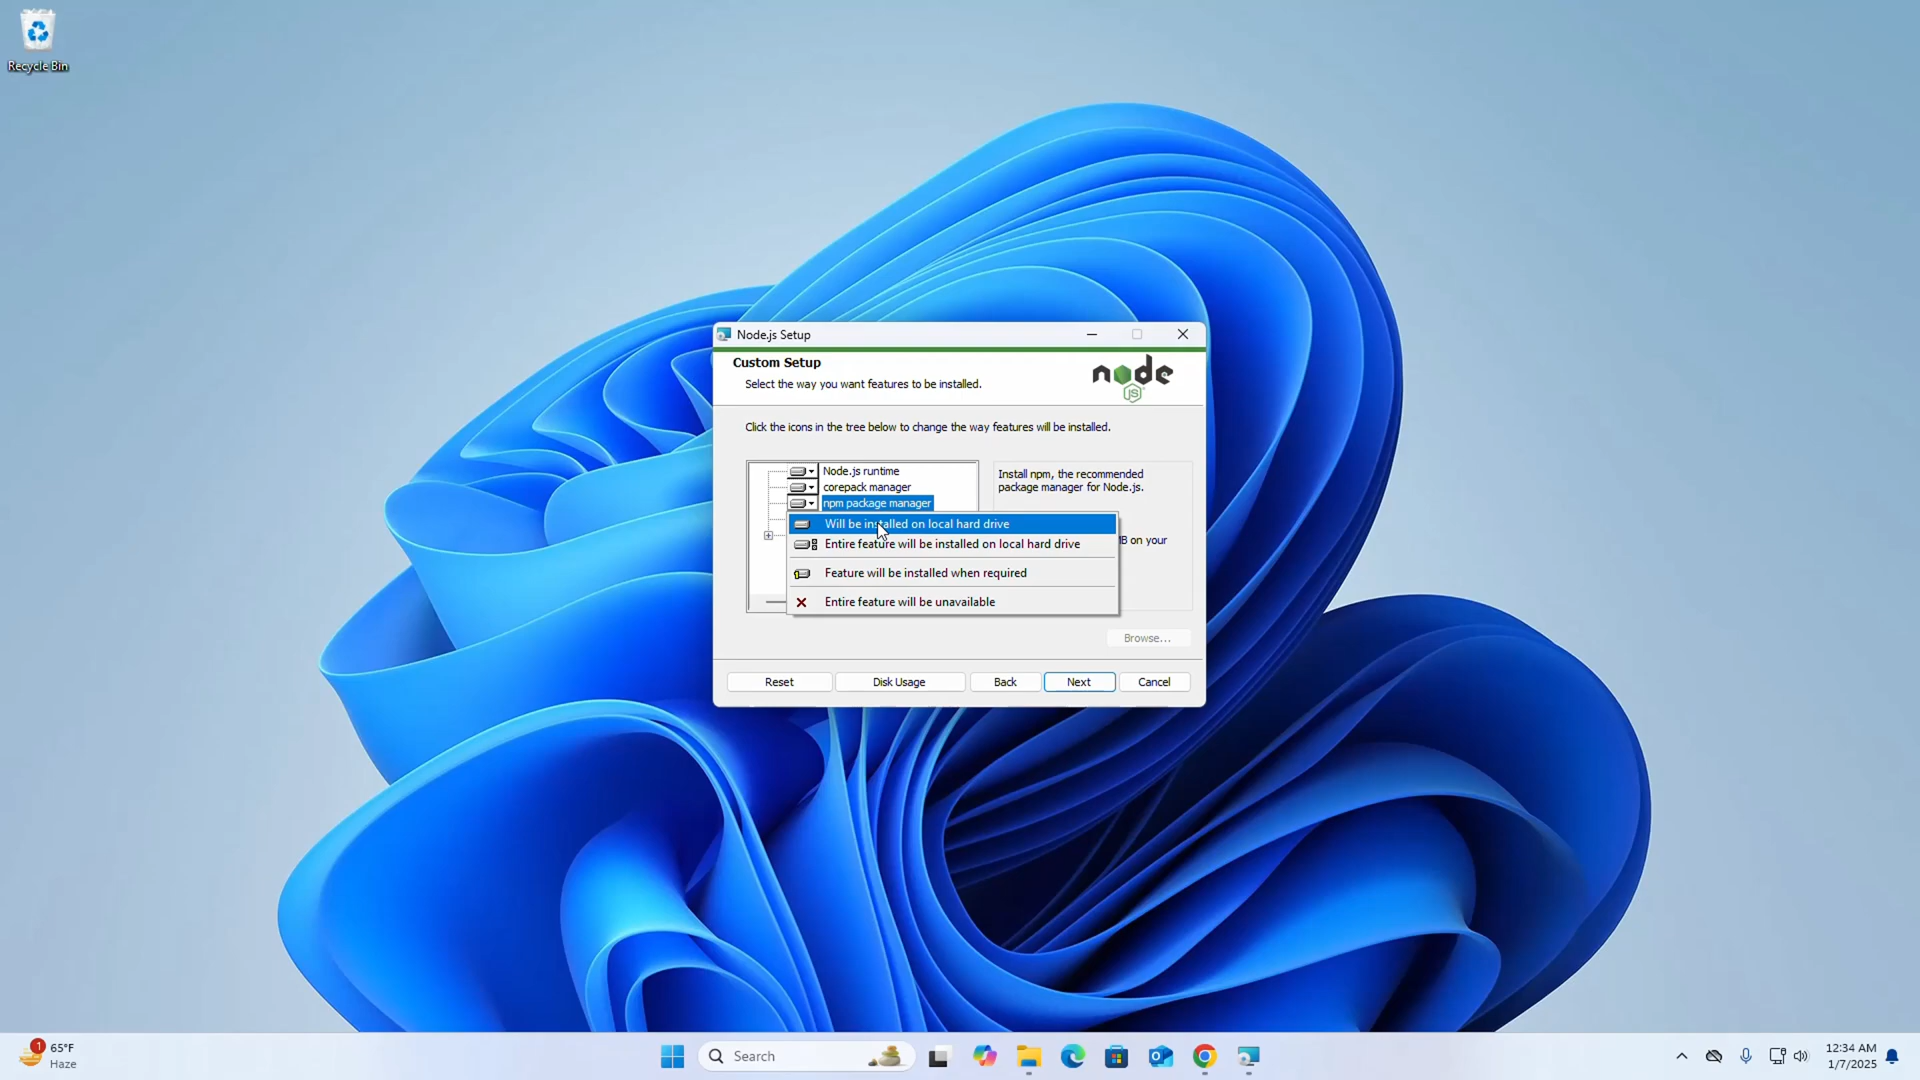 Recycle Bin
Node.js Setup
Custom Setup
Select the way you want features to be installed.
node
JS
Click the icons in the tree below to change the way features will be installed.
Node.js runtime
corepack manager
npm package manager
Install npm, the recommended
package manager for Node.js.
Will be installed on local hard drive
Entire feature will be installed on local hard drive
Feature will be installed when required
Entire feature will be unavailable
MB on your
Browse...
Reset
Disk Usage
Back
Next
Cancel
1
65°F
Haze
Search
12:34 AM
1/7/2025